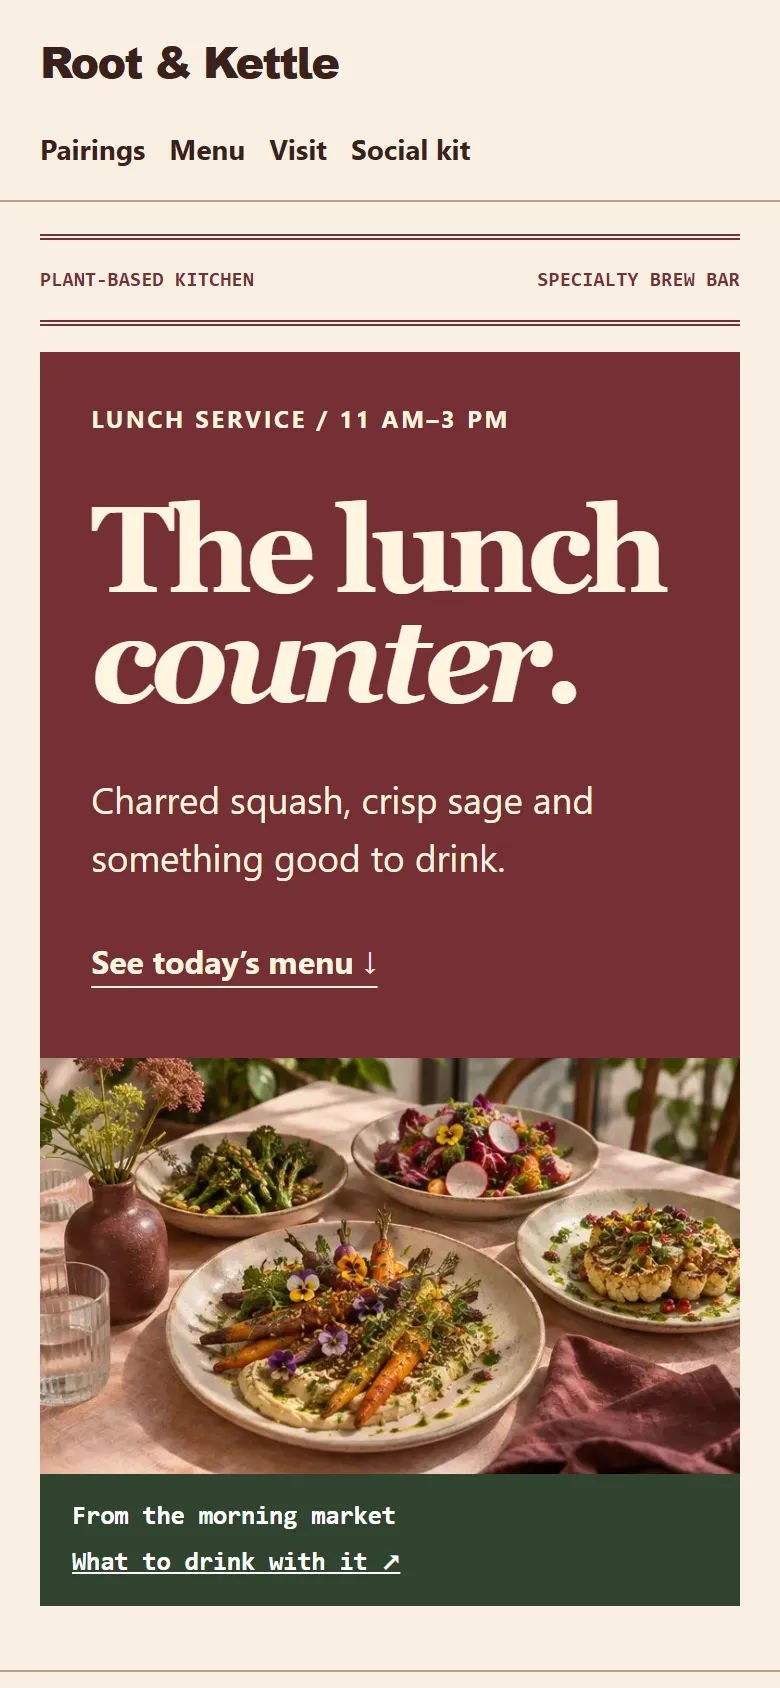 Root & Kettle
Pairings Menu Visit Social kit
PLANT-BASED KITCHEN SPECIALTY BREW BAR
LUNCH SERVICE / 11 AM–3 PM
The lunch
counter.
Charred squash, crisp sage and
something good to drink.
See today’s menu ↓
From the morning market
What to drink with it ↗